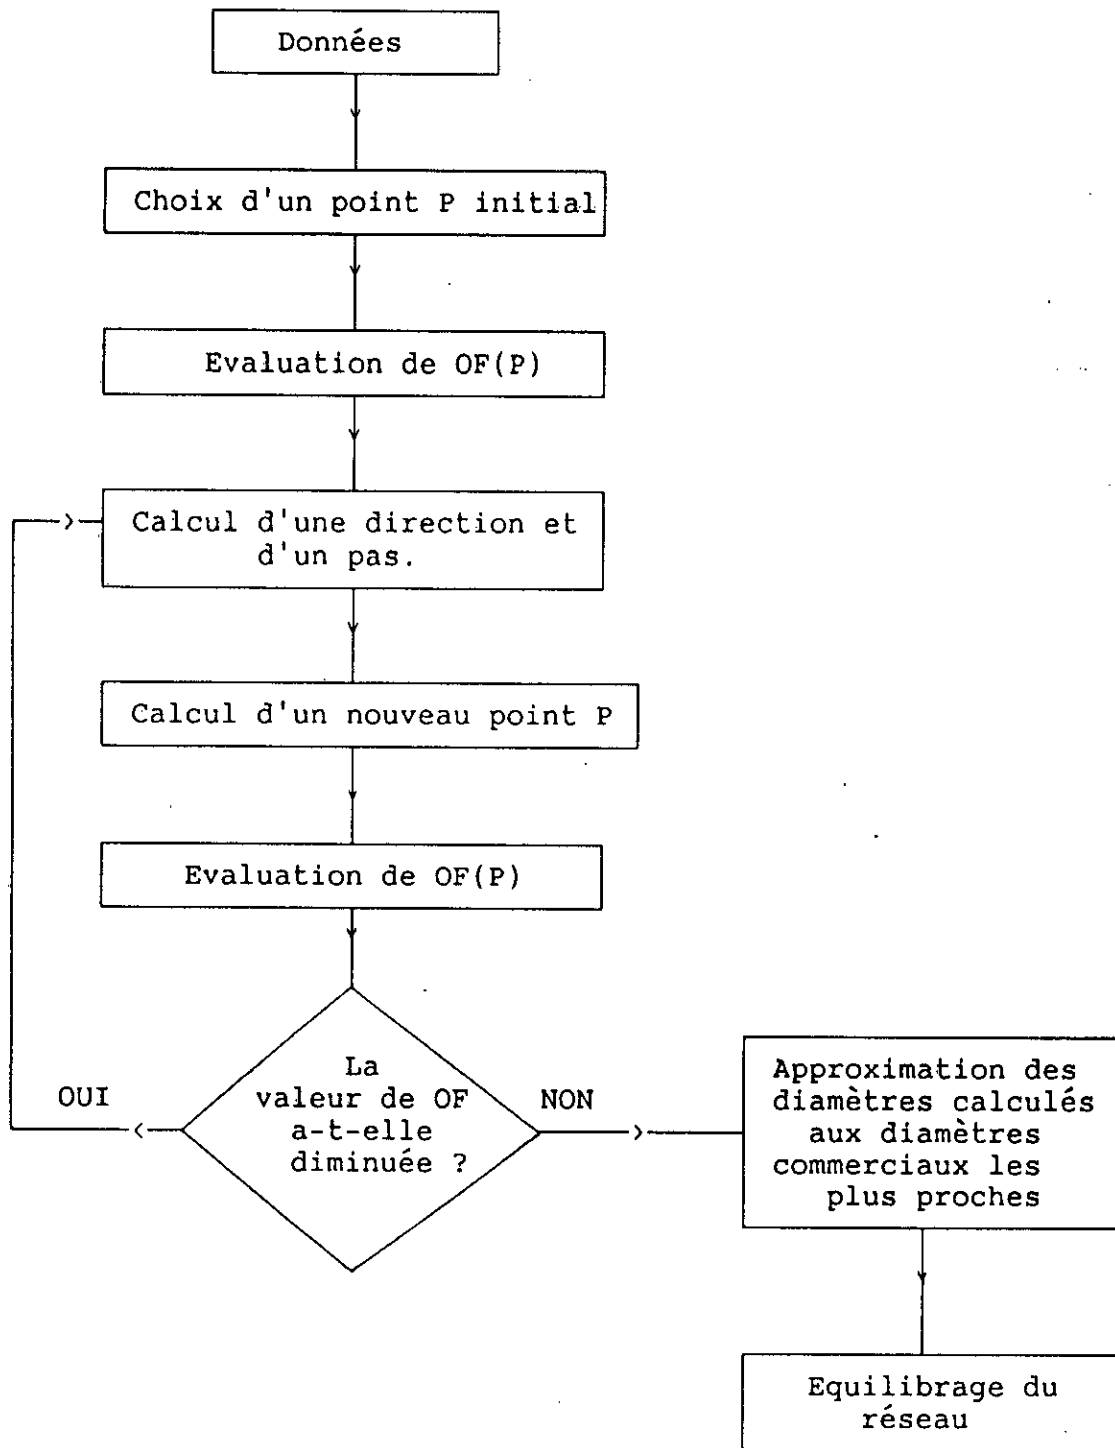 Données
Choix d'un point P initial
Evaluation de OF(P)
Calcul d'une direction et
d'un pas.
Calcul d'un nouveau point P
Evaluation de OF(P)
La
valeur de OF
a-t-elle
diminuée ?
OUI
NON
Approximation des
diamètres calculés
aux diamètres
commerciaux les
plus proches
Equilibrage du
réseau